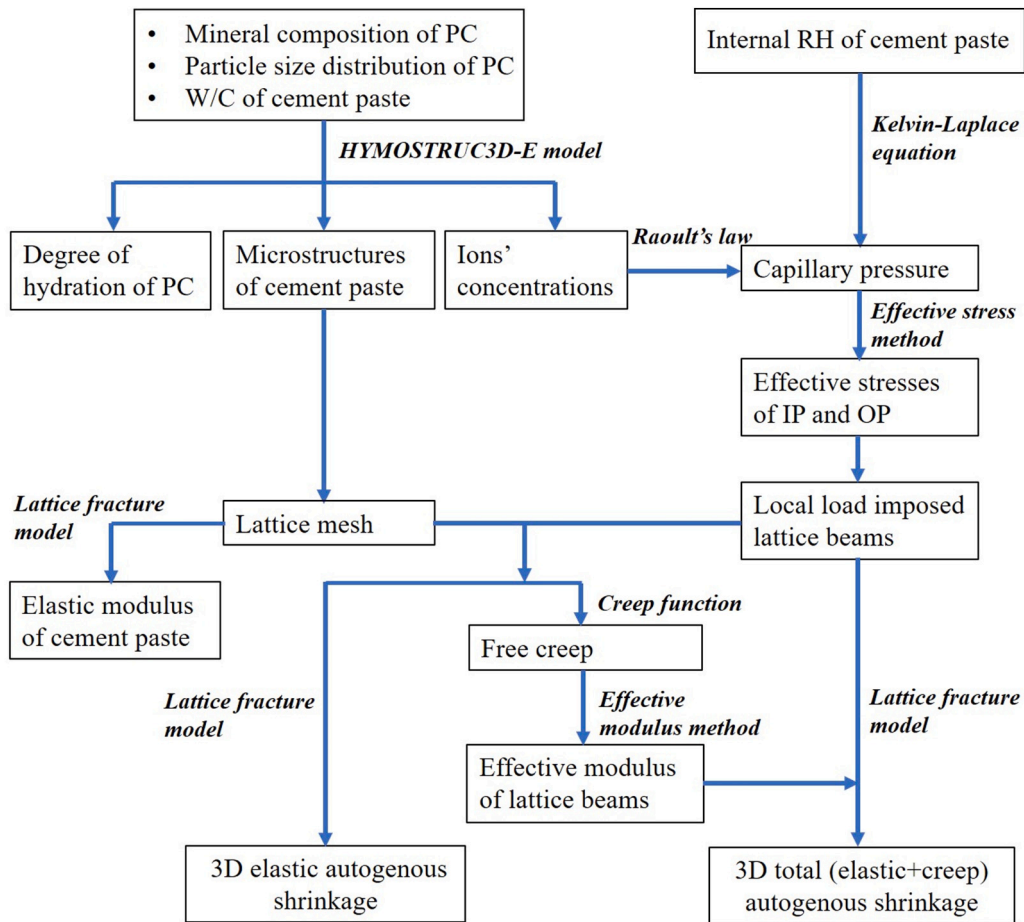 • Mineral composition of PC
• Particle size distribution of PC
• W/C of cement paste
Internal RH of cement paste
HYMOSTRUC3D-E model
Kelvin-Laplace
equation
Degree of
hydration of PC
Microstructures
of cement paste
Ions’
concentrations
Raoult’s law
Capillary pressure
Effective stress
method
Effective stresses
of IP and OP
Lattice fracture
model
Lattice mesh
Local load imposed
lattice beams
Elastic modulus
of cement paste
Creep function
Free creep
Lattice fracture
model
Effective
modulus method
Lattice fracture
model
Effective modulus
of lattice beams
3D elastic autogenous
shrinkage
3D total (elastic+creep)
autogenous shrinkage